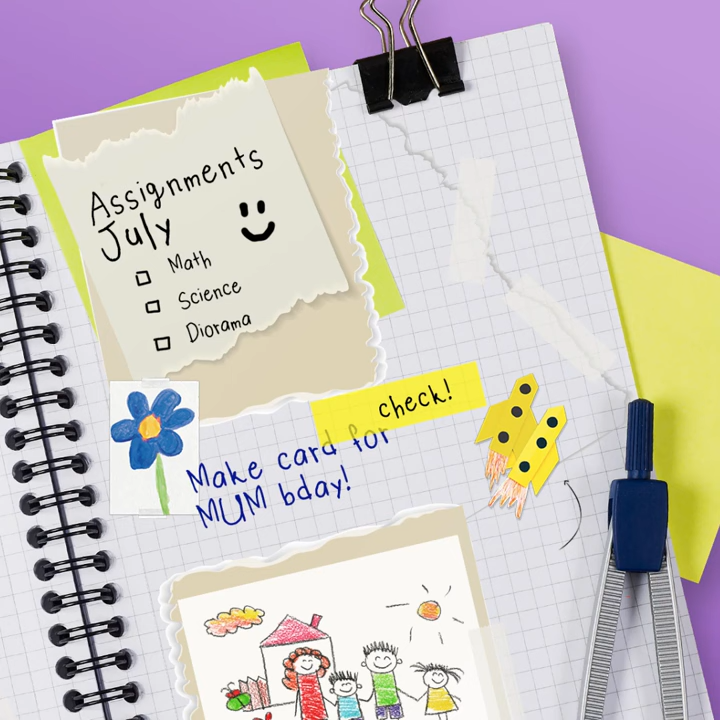 Assignments
July
Math
Science
Diorama
check!
Make card for
MUM bday!